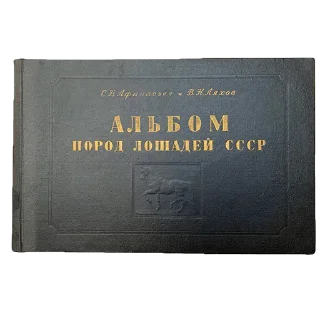 С. В. Афанасьев и В. Н. Ляхов
АЛЬБОМ
ПОРОД ЛОШАДЕЙ СССР